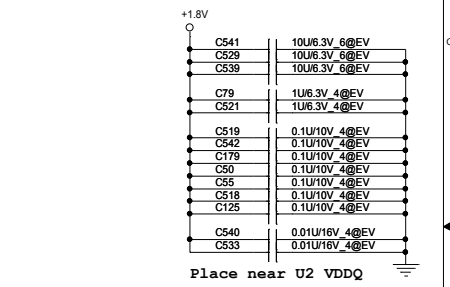 +1.8V
C541 10U/6.3V_6@EV
C529 10U/6.3V_6@EV
C539 10U/6.3V_6@EV
C79 1U/6.3V_4@EV
C521 1U/6.3V_4@EV
C519 0.1U/10V_4@EV
C542 0.1U/10V_4@EV
C179 0.1U/10V_4@EV
C50 0.1U/10V_4@EV
C55 0.1U/10V_4@EV
C518 0.1U/10V_4@EV
C125 0.1U/10V_4@EV
C540 0.01U/16V_4@EV
C533 0.01U/16V_4@EV
Place near U2 VDDQ